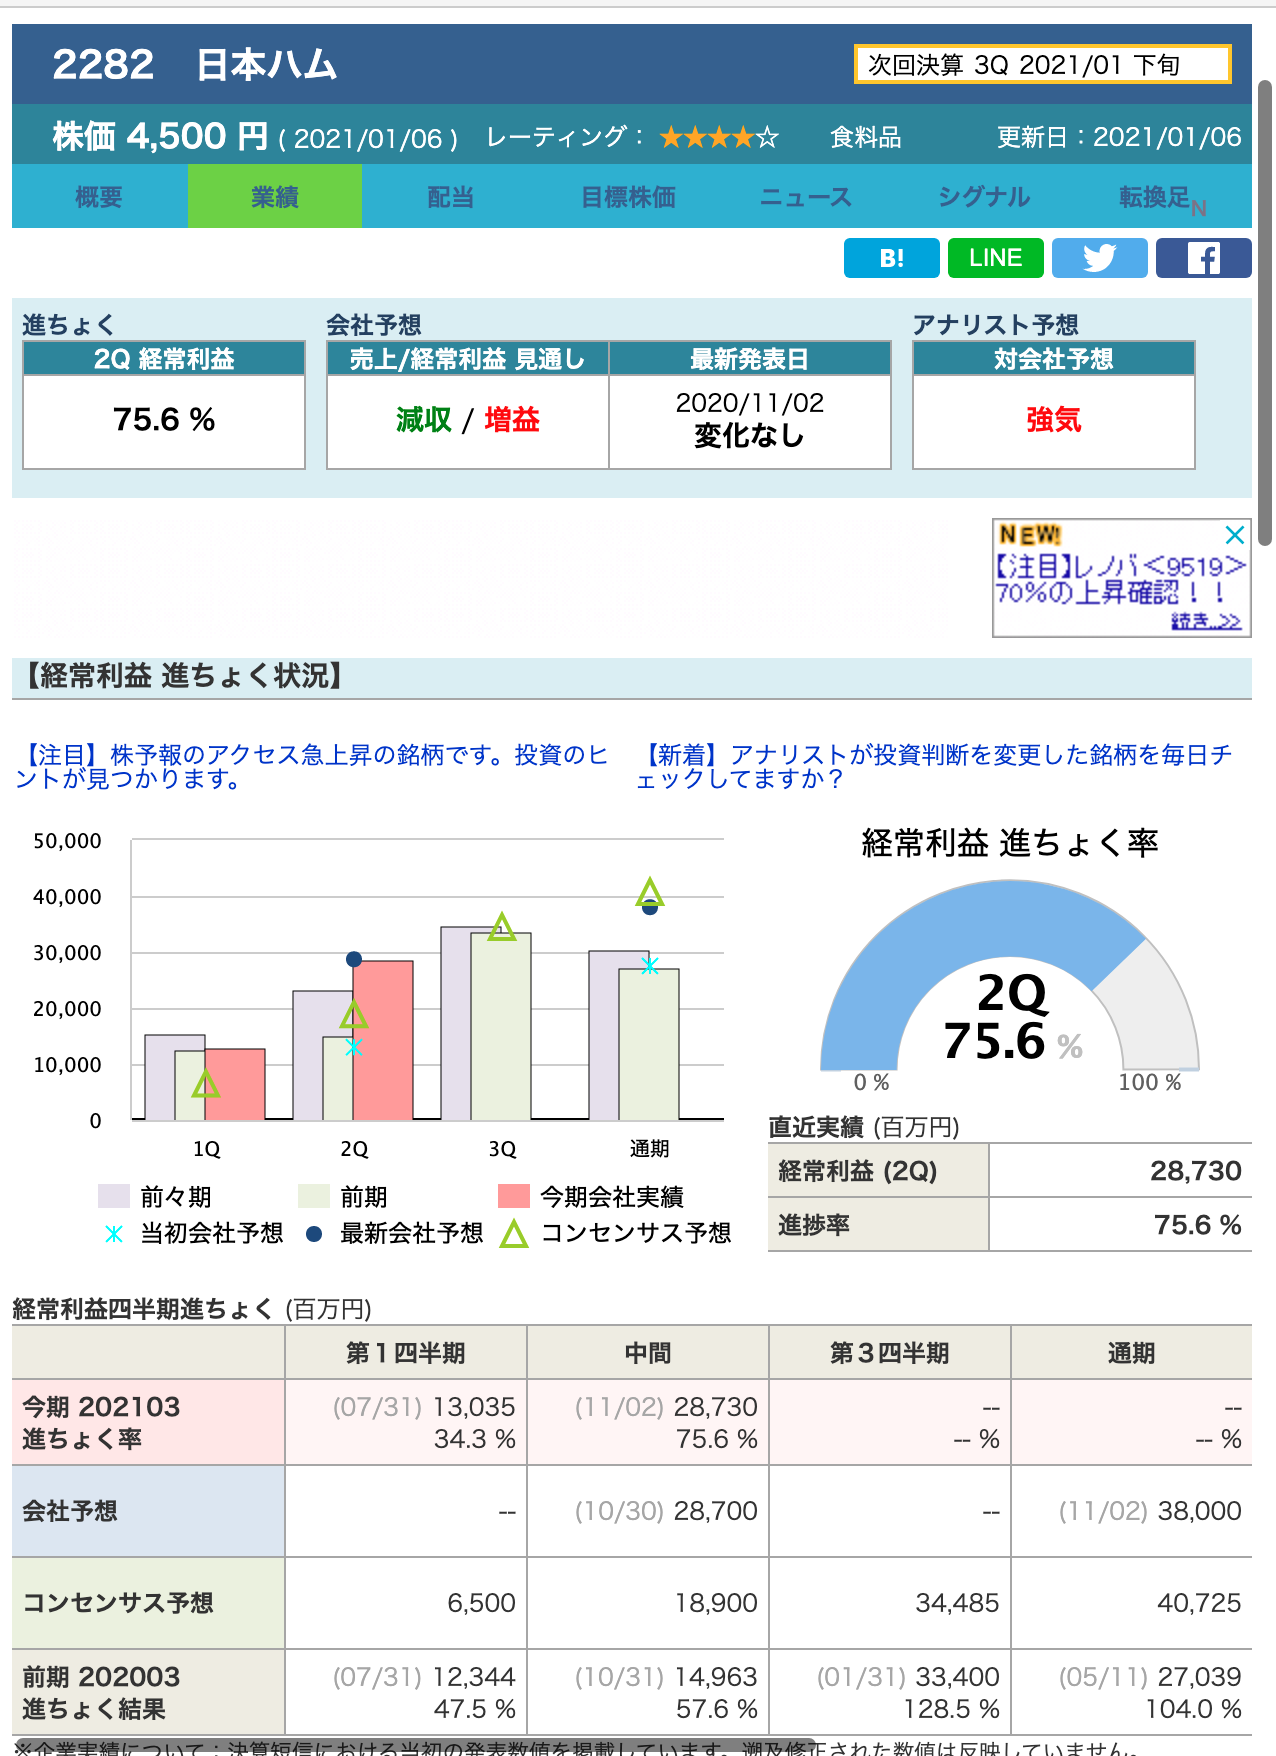 2282 日本ハム
次回決算 3Q 2021/01 下旬
株価 4,500 円 ( 2021/01/06 ) レーティング： ★★★★☆ 食料品 更新日：2021/01/06
概要 業績 配当 目標株価 ニュース シグナル 転換足N
B! LINE
進ちょく 会社予想 アナリスト予想
2Q 経常利益 売上/経常利益 見通し 最新発表日 対会社予想
75.6 % 減収 / 増益 2020/11/02 強気
変化なし
NEW!
【注目】レノバ<9519>
70%の上昇確認！！
続き..>>
【経常利益 進ちょく状況】
【注目】株予報のアクセス急上昇の銘柄です。投資のヒ
ントが見つかります。
【新着】アナリストが投資判断を変更した銘柄を毎日チ
ェックしてますか？
50,000
40,000
30,000
20,000
10,000
0
1Q 2Q 3Q 通期
前々期 前期 今期会社実績
当初会社予想 最新会社予想 コンセンサス予想
経常利益 進ちょく率
2Q
75.6 %
0 % 100 %
直近実績 (百万円)
経常利益 (2Q) 28,730
進捗率 75.6 %
経常利益四半期進ちょく (百万円)
第１四半期 中間 第３四半期 通期
今期 202103 (07/31) 13,035 (11/02) 28,730 -- --
進ちょく率 34.3 % 75.6 % -- % -- %
会社予想 -- (10/30) 28,700 -- (11/02) 38,000
コンセンサス予想 6,500 18,900 34,485 40,725
前期 202003 (07/31) 12,344 (10/31) 14,963 (01/31) 33,400 (05/11) 27,039
進ちょく結果 47.5 % 57.6 % 128.5 % 104.0 %
※企業実績について：決算短信における当初の発表数値を掲載しています。遡及修正された数値は反映していません。